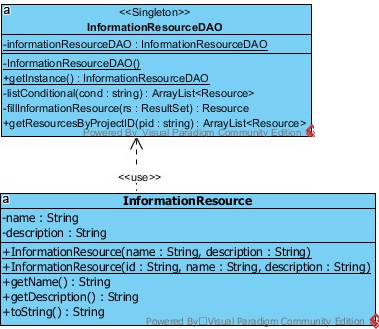 a
<<Singleton>>
InformationResourceDAO
-informationResourceDAO : InformationResourceDAO
-InformationResourceDAO()
+getInstance() : InformationResourceDAO
-listConditional(cond : string) : ArrayList<Resource>
-fillInformationResource(rs : ResultSet) : Resource
+getResourcesByProjectID(pid : string) : ArrayList<Resource>
Powered By Visual Paradigm Community Edition
<<use>>
a
InformationResource
-name : String
-description : String
+InformationResource(name : String, description : String)
+InformationResource(id : String, name : String, description : String)
+getName() : String
+getDescription() : String
+toString() : String
Powered By□Visual Paradigm Community Edition